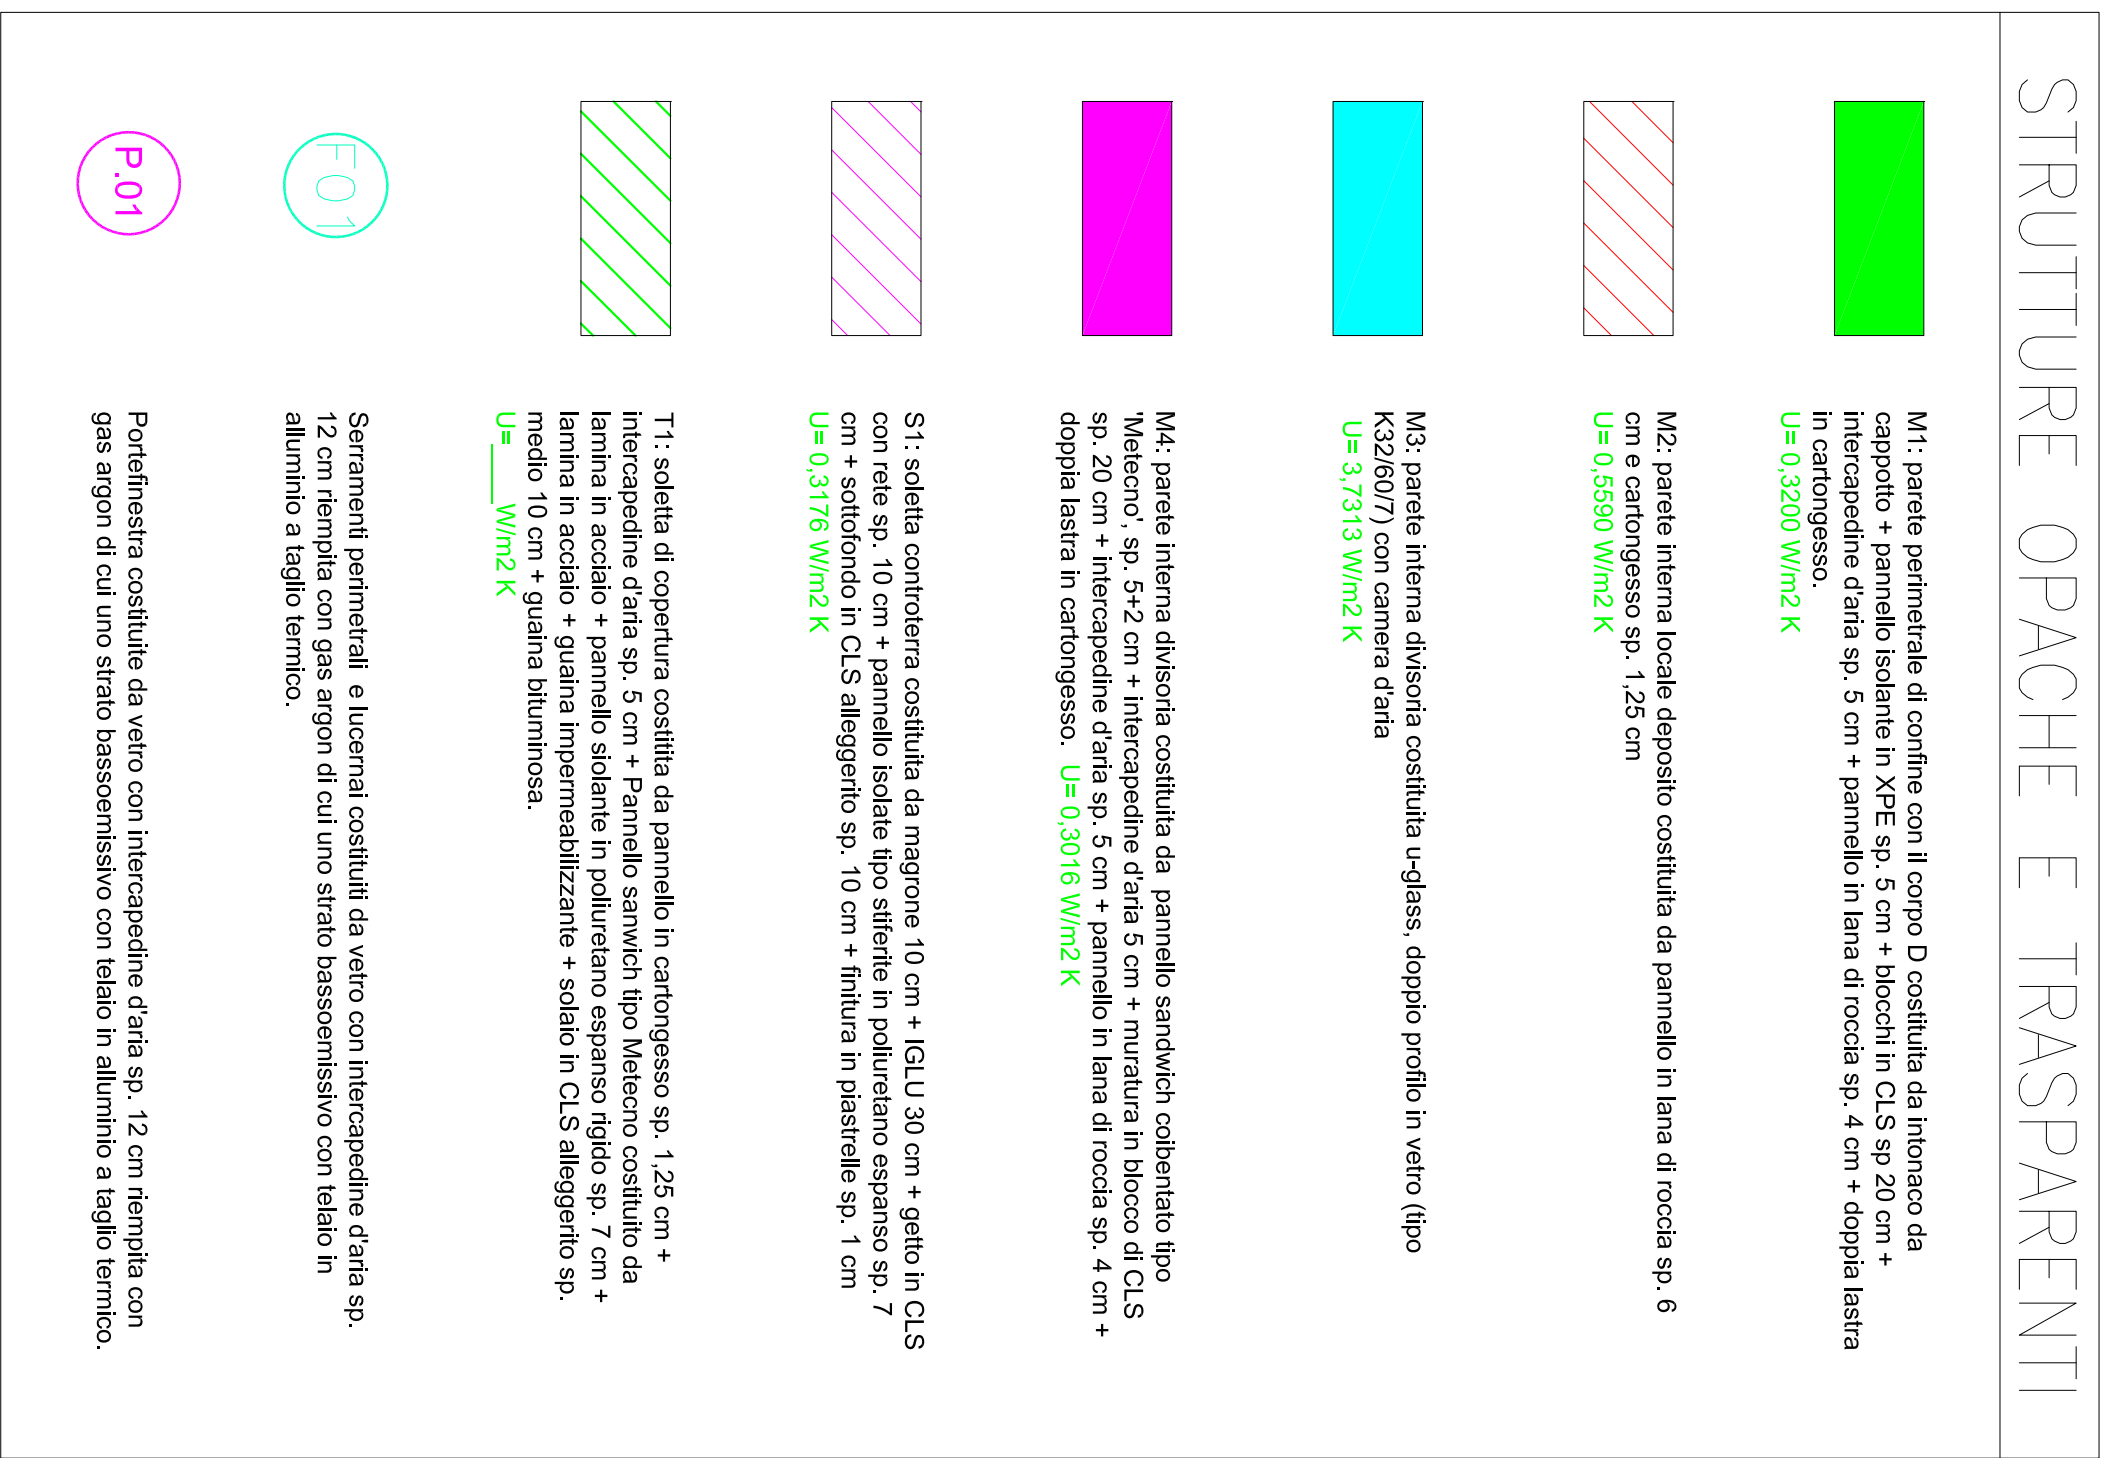 STRUTTURE OPACHE E TRASPARENTI
M1: parete perimetrale di confine con il corpo D costituita da intonaco da
cappotto + pannello isolante in XPE sp. 5 cm + blocchi in CLS sp 20 cm +
intercapedine d'aria sp. 5 cm + pannello in lana di roccia sp. 4 cm + doppia lastra
in cartongesso.
U= 0,3200 W/m2 K
M2: parete interna locale deposito costituita da pannello in lana di roccia sp. 6
cm e cartongesso sp. 1,25 cm
U= 0,5590 W/m2 K
M3: parete interna divisoria costituita u-glass, doppio profilo in vetro (tipo
K32/60/7) con camera d'aria
U= 3,7313 W/m2 K
M4: parete interna divisoria costituita da pannello sandwich coibentato tipo
'Metecno', sp. 5+2 cm + intercapedine d'aria 5 cm + muratura in blocco di CLS
sp. 20 cm + intercapedine d'aria sp. 5 cm + pannello in lana di roccia sp. 4 cm +
doppia lastra in cartongesso. U= 0,3016 W/m2 K
S1: soletta controterra costituita da magrone 10 cm + IGLU 30 cm + getto in CLS
con rete sp. 10 cm + pannello isolate tipo stiferite in poliuretano espanso sp. 7
cm + sottofondo in CLS alleggerito sp. 10 cm + finitura in piastrelle sp. 1 cm
U= 0,3176 W/m2 K
T1: soletta di copertura costitita da pannello in cartongesso sp. 1,25 cm +
intercapedine d'aria sp. 5 cm + Pannello sanwich tipo Metecno costituito da
lamina in acciaio + pannello siolante in poliuretano espanso rigido sp. 7 cm +
lamina in acciaio + guaina impermeabilizzante + solaio in CLS alleggerito sp.
medio 10 cm + guaina bituminosa.
U= ____ W/m2 K
F01
Serramenti perimetrali e lucernai costituiti da vetro con intercapedine d'aria sp.
12 cm riempita con gas argon di cui uno strato bassoemissivo con telaio in
alluminio a taglio termico.
P.01
Portefinestra costituite da vetro con intercapedine d'aria sp. 12 cm riempita con
gas argon di cui uno strato bassoemissivo con telaio in alluminio a taglio termico.